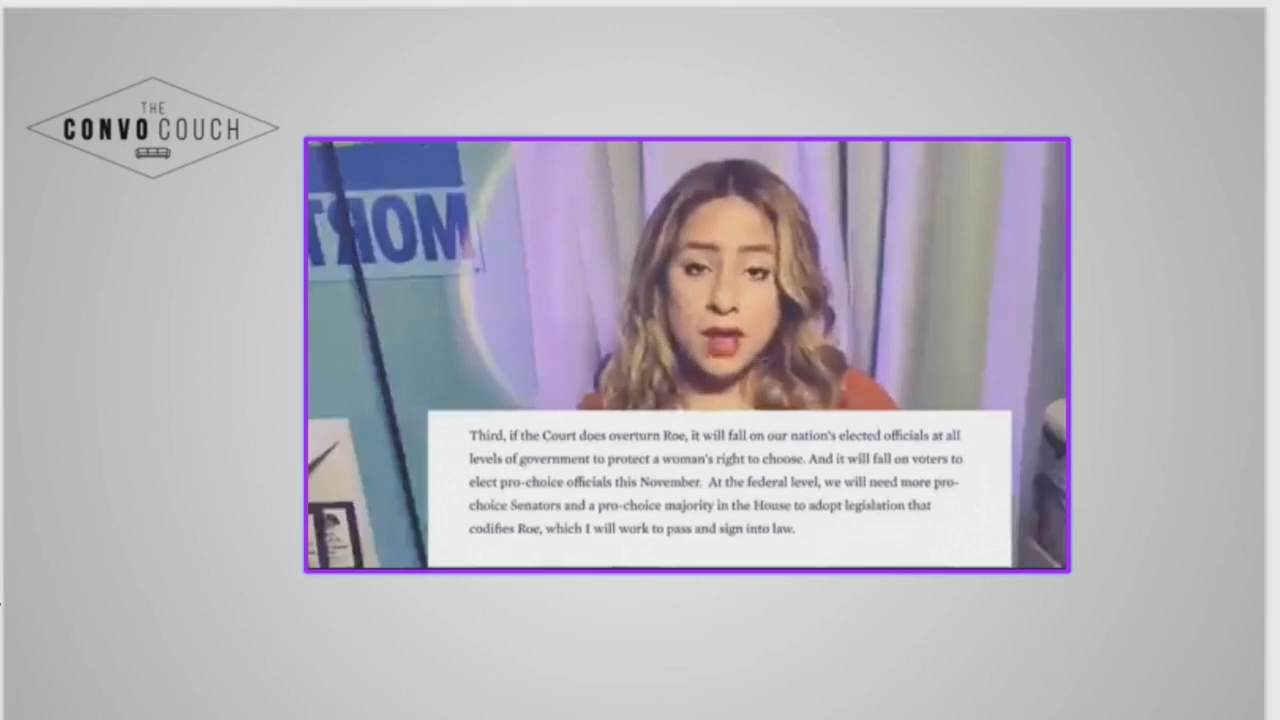 THE
CONVO COUCH
MORT
Third, if the Court does overturn Roe, it will fall on our nation's elected officials at all
levels of government to protect a woman's right to choose. And it will fall on voters to
elect pro-choice officials this November. At the federal level, we will need more pro-
choice Senators and a pro-choice majority in the House to adopt legislation that
codifies Roe, which I will work to pass and sign into law.